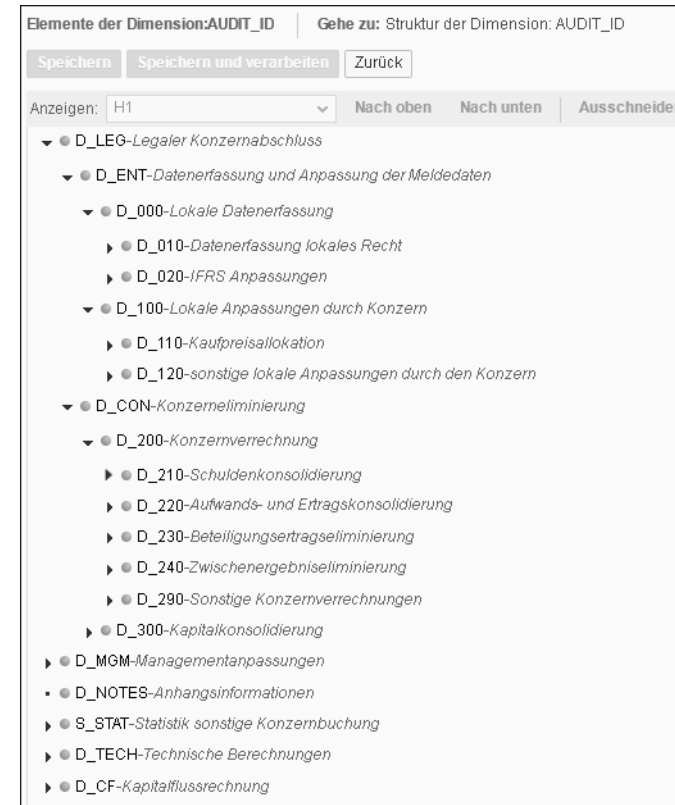 Elemente der Dimension:AUDIT_ID Gehe zu: Struktur der Dimension: AUDIT_ID
Speichern Speichern und verarbeiten Zurück
Anzeigen: H1 Nach oben Nach unten Ausschneide
D_LEG-Legaler Konzernabschluss
D_ENT-Datenerfassung und Anpassung der Meldedaten
D_000-Lokale Datenerfassung
D_010-Datenerfassung lokales Recht
D_020-IFRS Anpassungen
D_100-Lokale Anpassungen durch Konzern
D_110-Kaufpreisallokation
D_120-sonstige lokale Anpassungen durch den Konzern
D_CON-Konzerneliminierung
D_200-Konzernverrechnung
D_210-Schuldenkonsolidierung
D_220-Aufwands- und Ertragskonsolidierung
D_230-Beteiligungsertragseliminierung
D_240-Zwischenergebniseliminierung
D_290-Sonstige Konzernverrechnungen
D_300-Kapitalkonsolidierung
D_MGM-Managementanpassungen
D_NOTES-Anhangsinformationen
S_STAT-Statistik sonstige Konzernbuchung
D_TECH-Technische Berechnungen
D_CF-Kapitalflussrechnung